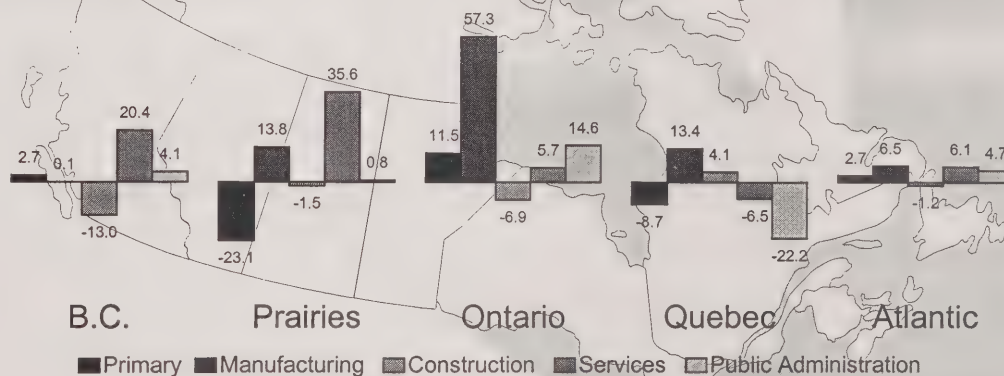 2.7 0.1 -13.0 20.4 4.1
-23.1 13.8 -1.5 35.6 0.8
11.5 57.3 -6.9 5.7 14.6
-8.7 13.4 4.1 -6.5 -22.2
2.7 6.5 -1.2 6.1 4.7
B.C. Prairies Ontario Quebec Atlantic
Primary Manufacturing Construction Services Public Administration